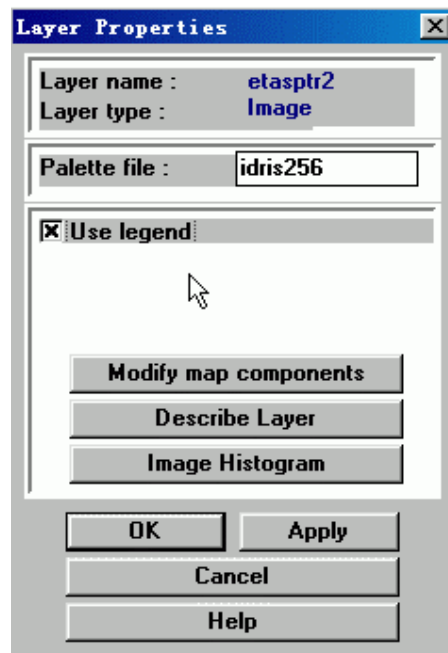 Layer Properties
Layer name : etasptr2
Layer type : Image
Palette file : idris256
Use legend
Modify map components
Describe Layer
Image Histogram
OK Apply
Cancel
Help